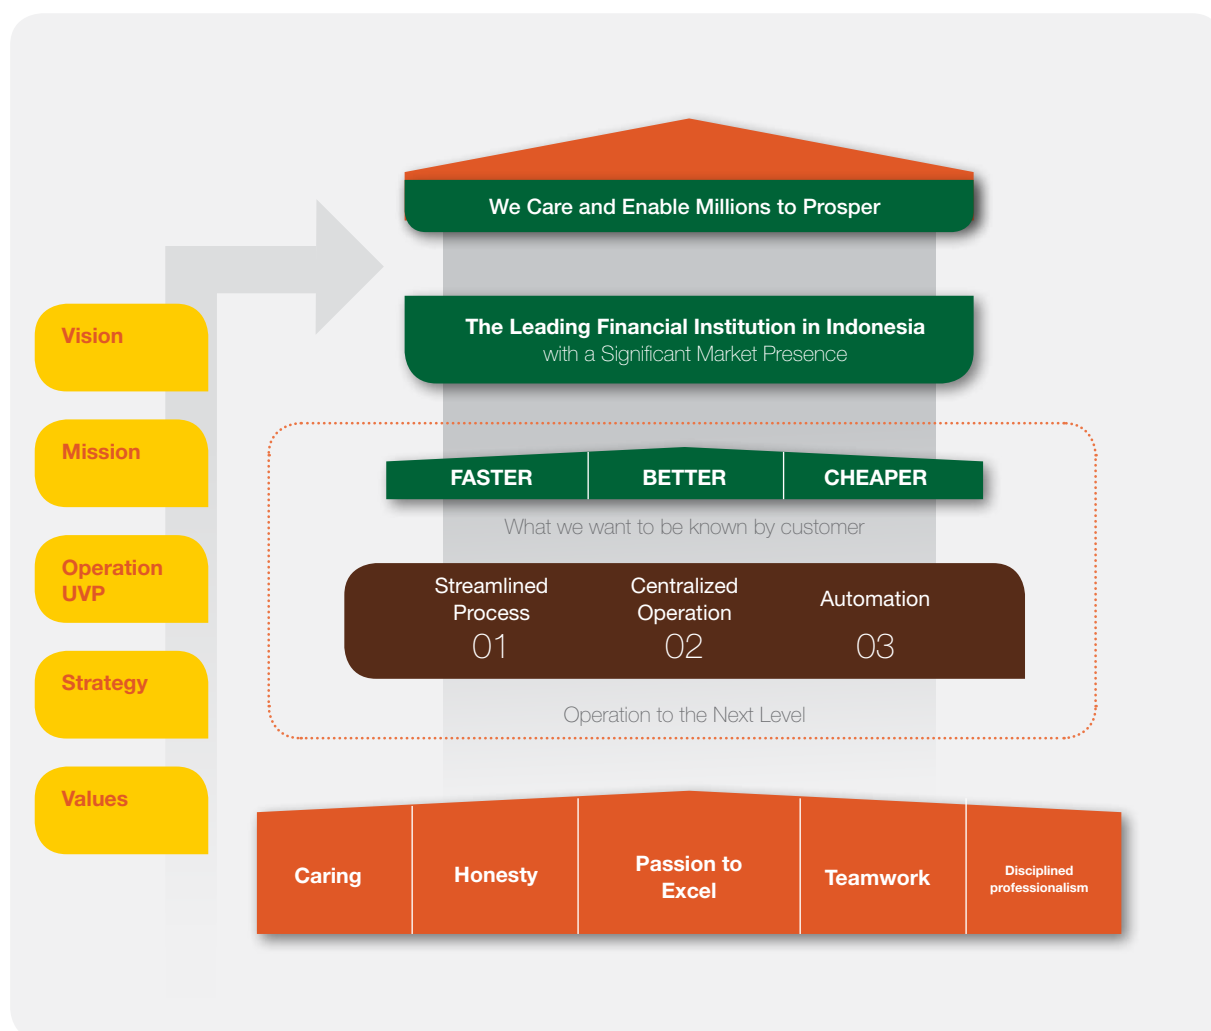 We Care and Enable Millions to Prosper
Vision
The Leading Financial Institution in Indonesia
with a Significant Market Presence
Mission
FASTER
BETTER
CHEAPER
What we want to be known by customer
Operation
UVP
Streamlined
Process
01
Centralized
Operation
02
Automation
03
Strategy
Operation to the Next Level
Values
Caring
Honesty
Passion to
Excel
Teamwork
Disciplined
professionalism